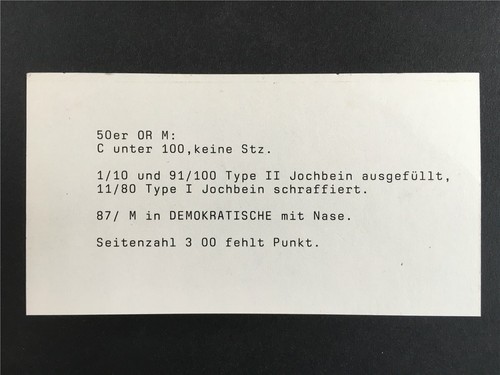 50er OR M:
C unter 100,keine Stz.
1/10 und 91/100 Type II Jochbein ausgefüllt,
11/80 Type I Jochbein schraffiert.
87/ M in DEMOKRATISCHE mit Nase.
Seitenzahl 3 00 fehlt Punkt.